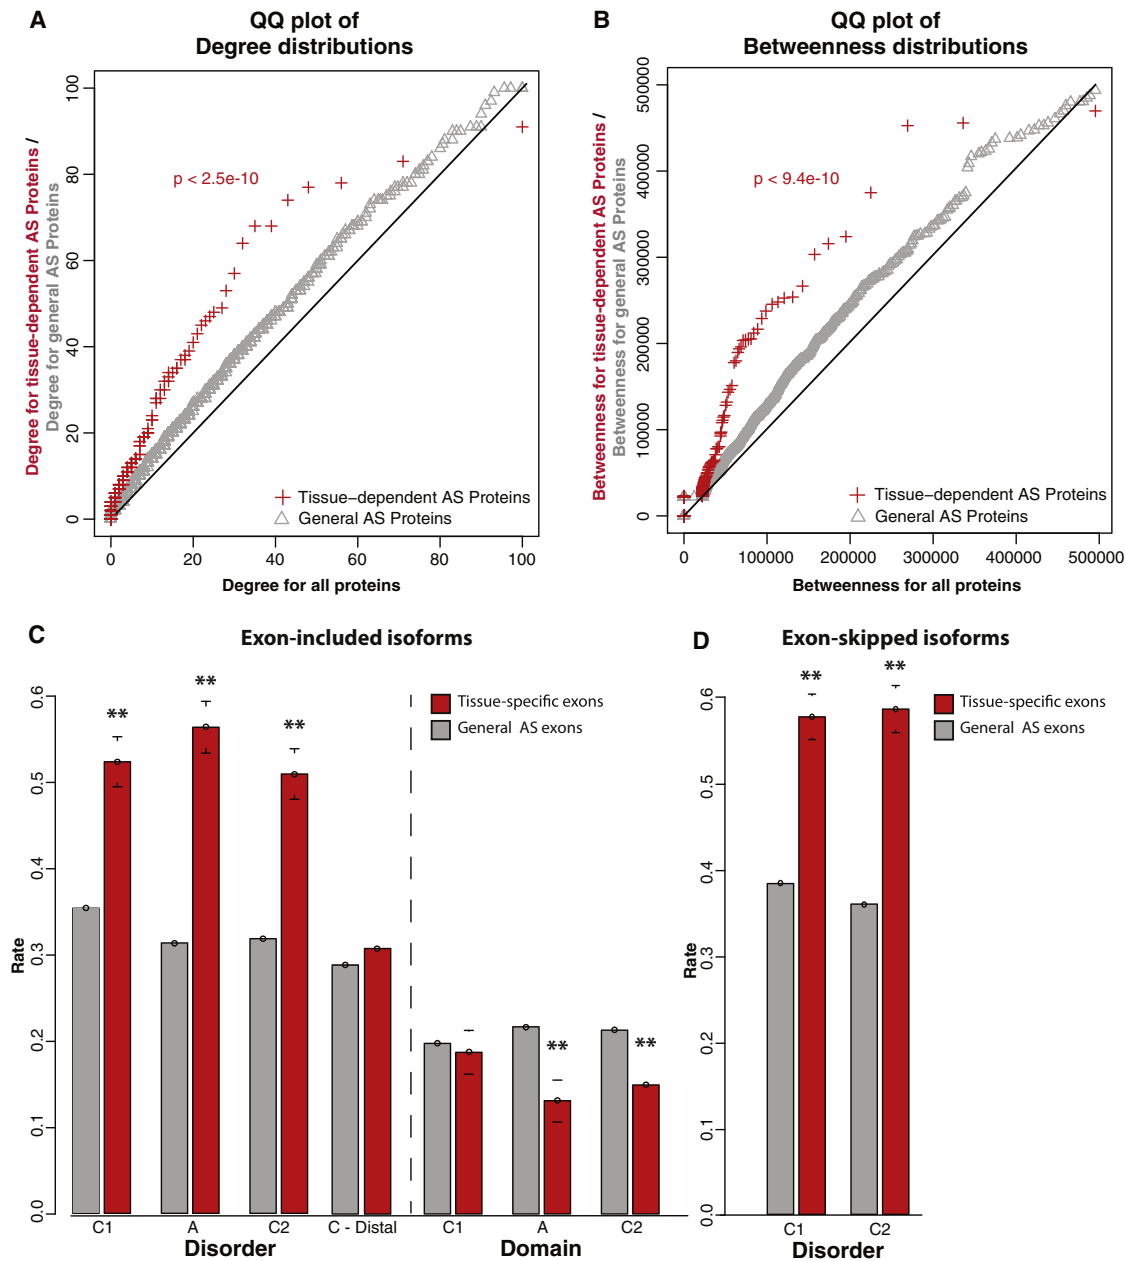 A
QQ plot of
Degree distributions
Degree for tissue-dependent AS Proteins /
Degree for general AS Proteins
100
80
60
40
20
0
p < 2.5e-10
Tissue−dependent AS Proteins
General AS Proteins
0 20 40 60 80 100
Degree for all proteins
B
QQ plot of
Betweenness distributions
Betweenness for tissue-dependent AS Proteins /
Betweenness for general AS Proteins
500000
400000
300000
200000
100000
0
p < 9.4e-10
Tissue−dependent AS Proteins
General AS Proteins
0 100000 200000 300000 400000 500000
Betweenness for all proteins
C
Exon-included isoforms
Rate
0.6
0.5
0.4
0.3
0.2
0.1
0.0
** ** ** ** **
Tissue-specific exons
General AS exons
C1 A C2 C - Distal C1 A C2
Disorder Domain
D
Exon-skipped isoforms
Rate
0.6
0.5
0.4
0.3
0.2
0.1
0.0
** **
Tissue-specific exons
General AS exons
C1 C2
Disorder